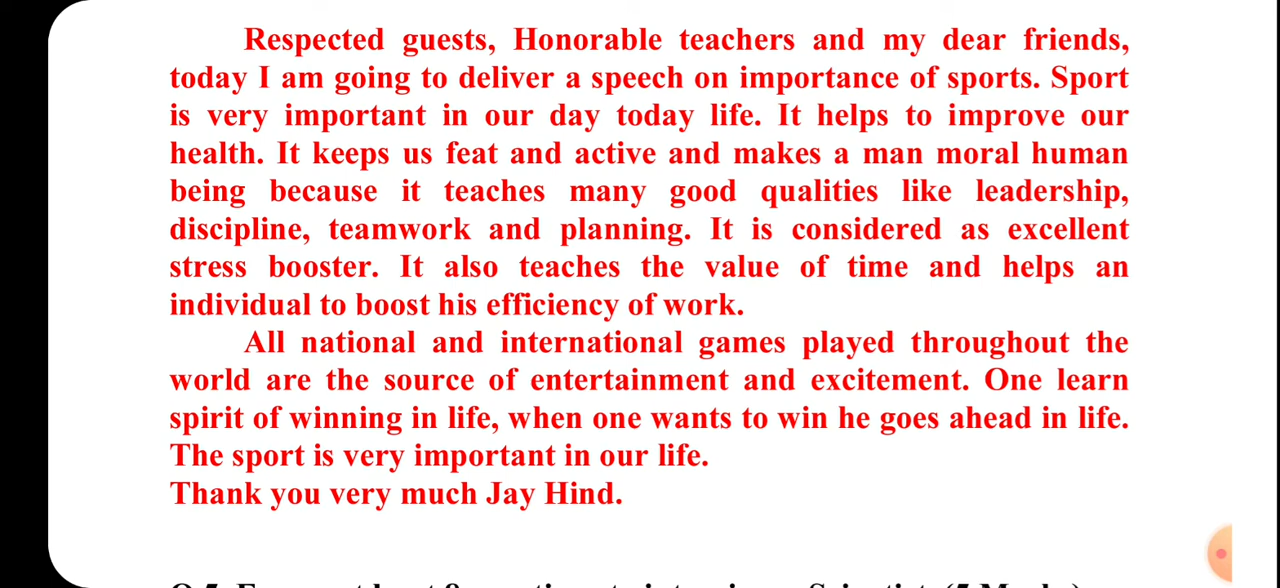 Respected guests, Honorable teachers and my dear friends,
today I am going to deliver a speech on importance of sports. Sport
is very important in our day today life. It helps to improve our
health. It keeps us feat and active and makes a man moral human
being because it teaches many good qualities like leadership,
discipline, teamwork and planning. It is considered as excellent
stress booster. It also teaches the value of time and helps an
individual to boost his efficiency of work.
All national and international games played throughout the
world are the source of entertainment and excitement. One learn
spirit of winning in life, when one wants to win he goes ahead in life.
The sport is very important in our life.
Thank you very much Jay Hind.